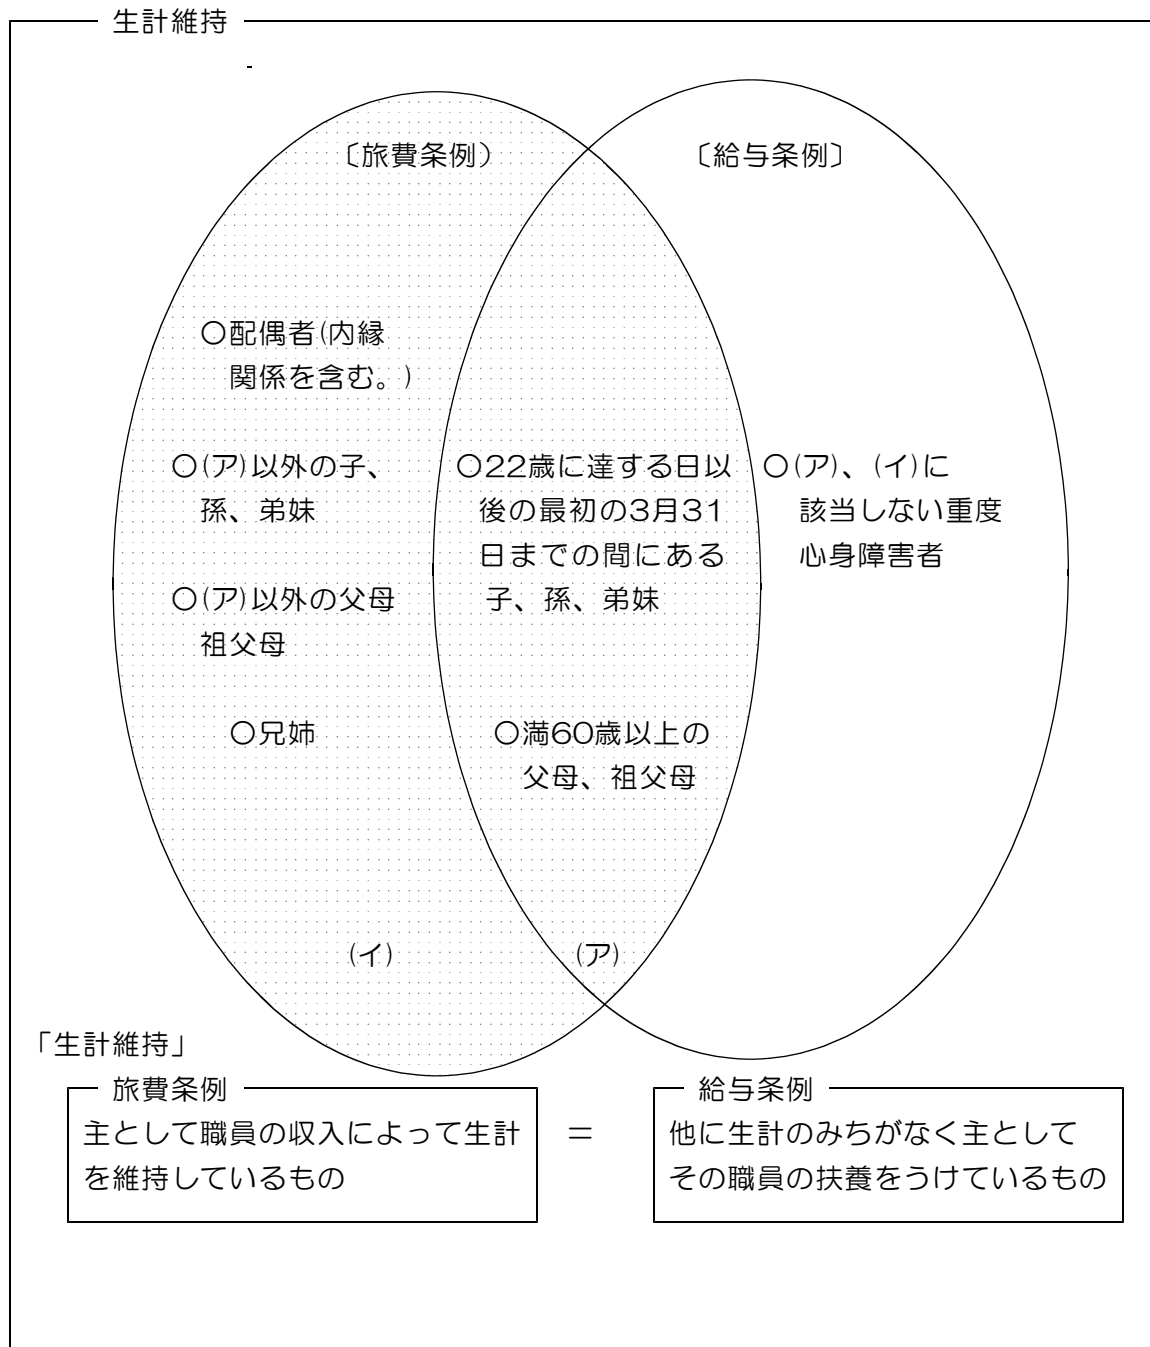 生計維持
〔旅費条例）
〔給与条例〕
○配偶者(内縁
関係を含む。)
○(ア)以外の子、
孫、弟妹
○(ア)以外の父母
祖父母
○兄姉
(イ)
○22歳に達する日以
後の最初の3月31
日までの間にある
子、孫、弟妹
○満60歳以上の
父母、祖父母
(ア)
○(ア)、(イ)に
該当しない重度
心身障害者
「生計維持」
旅費条例
主として職員の収入によって生計
を維持しているもの
＝
給与条例
他に生計のみちがなく主として
その職員の扶養をうけているもの